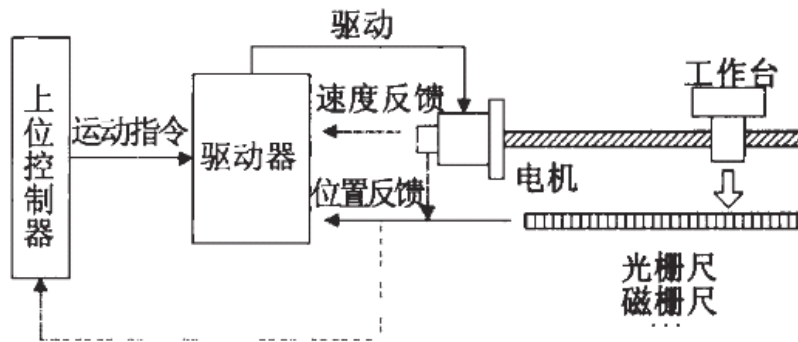 驱动
工作台
上位控制器
运动指令
驱动器
速度反馈
位置反馈
电机
光栅尺
磁栅尺
...